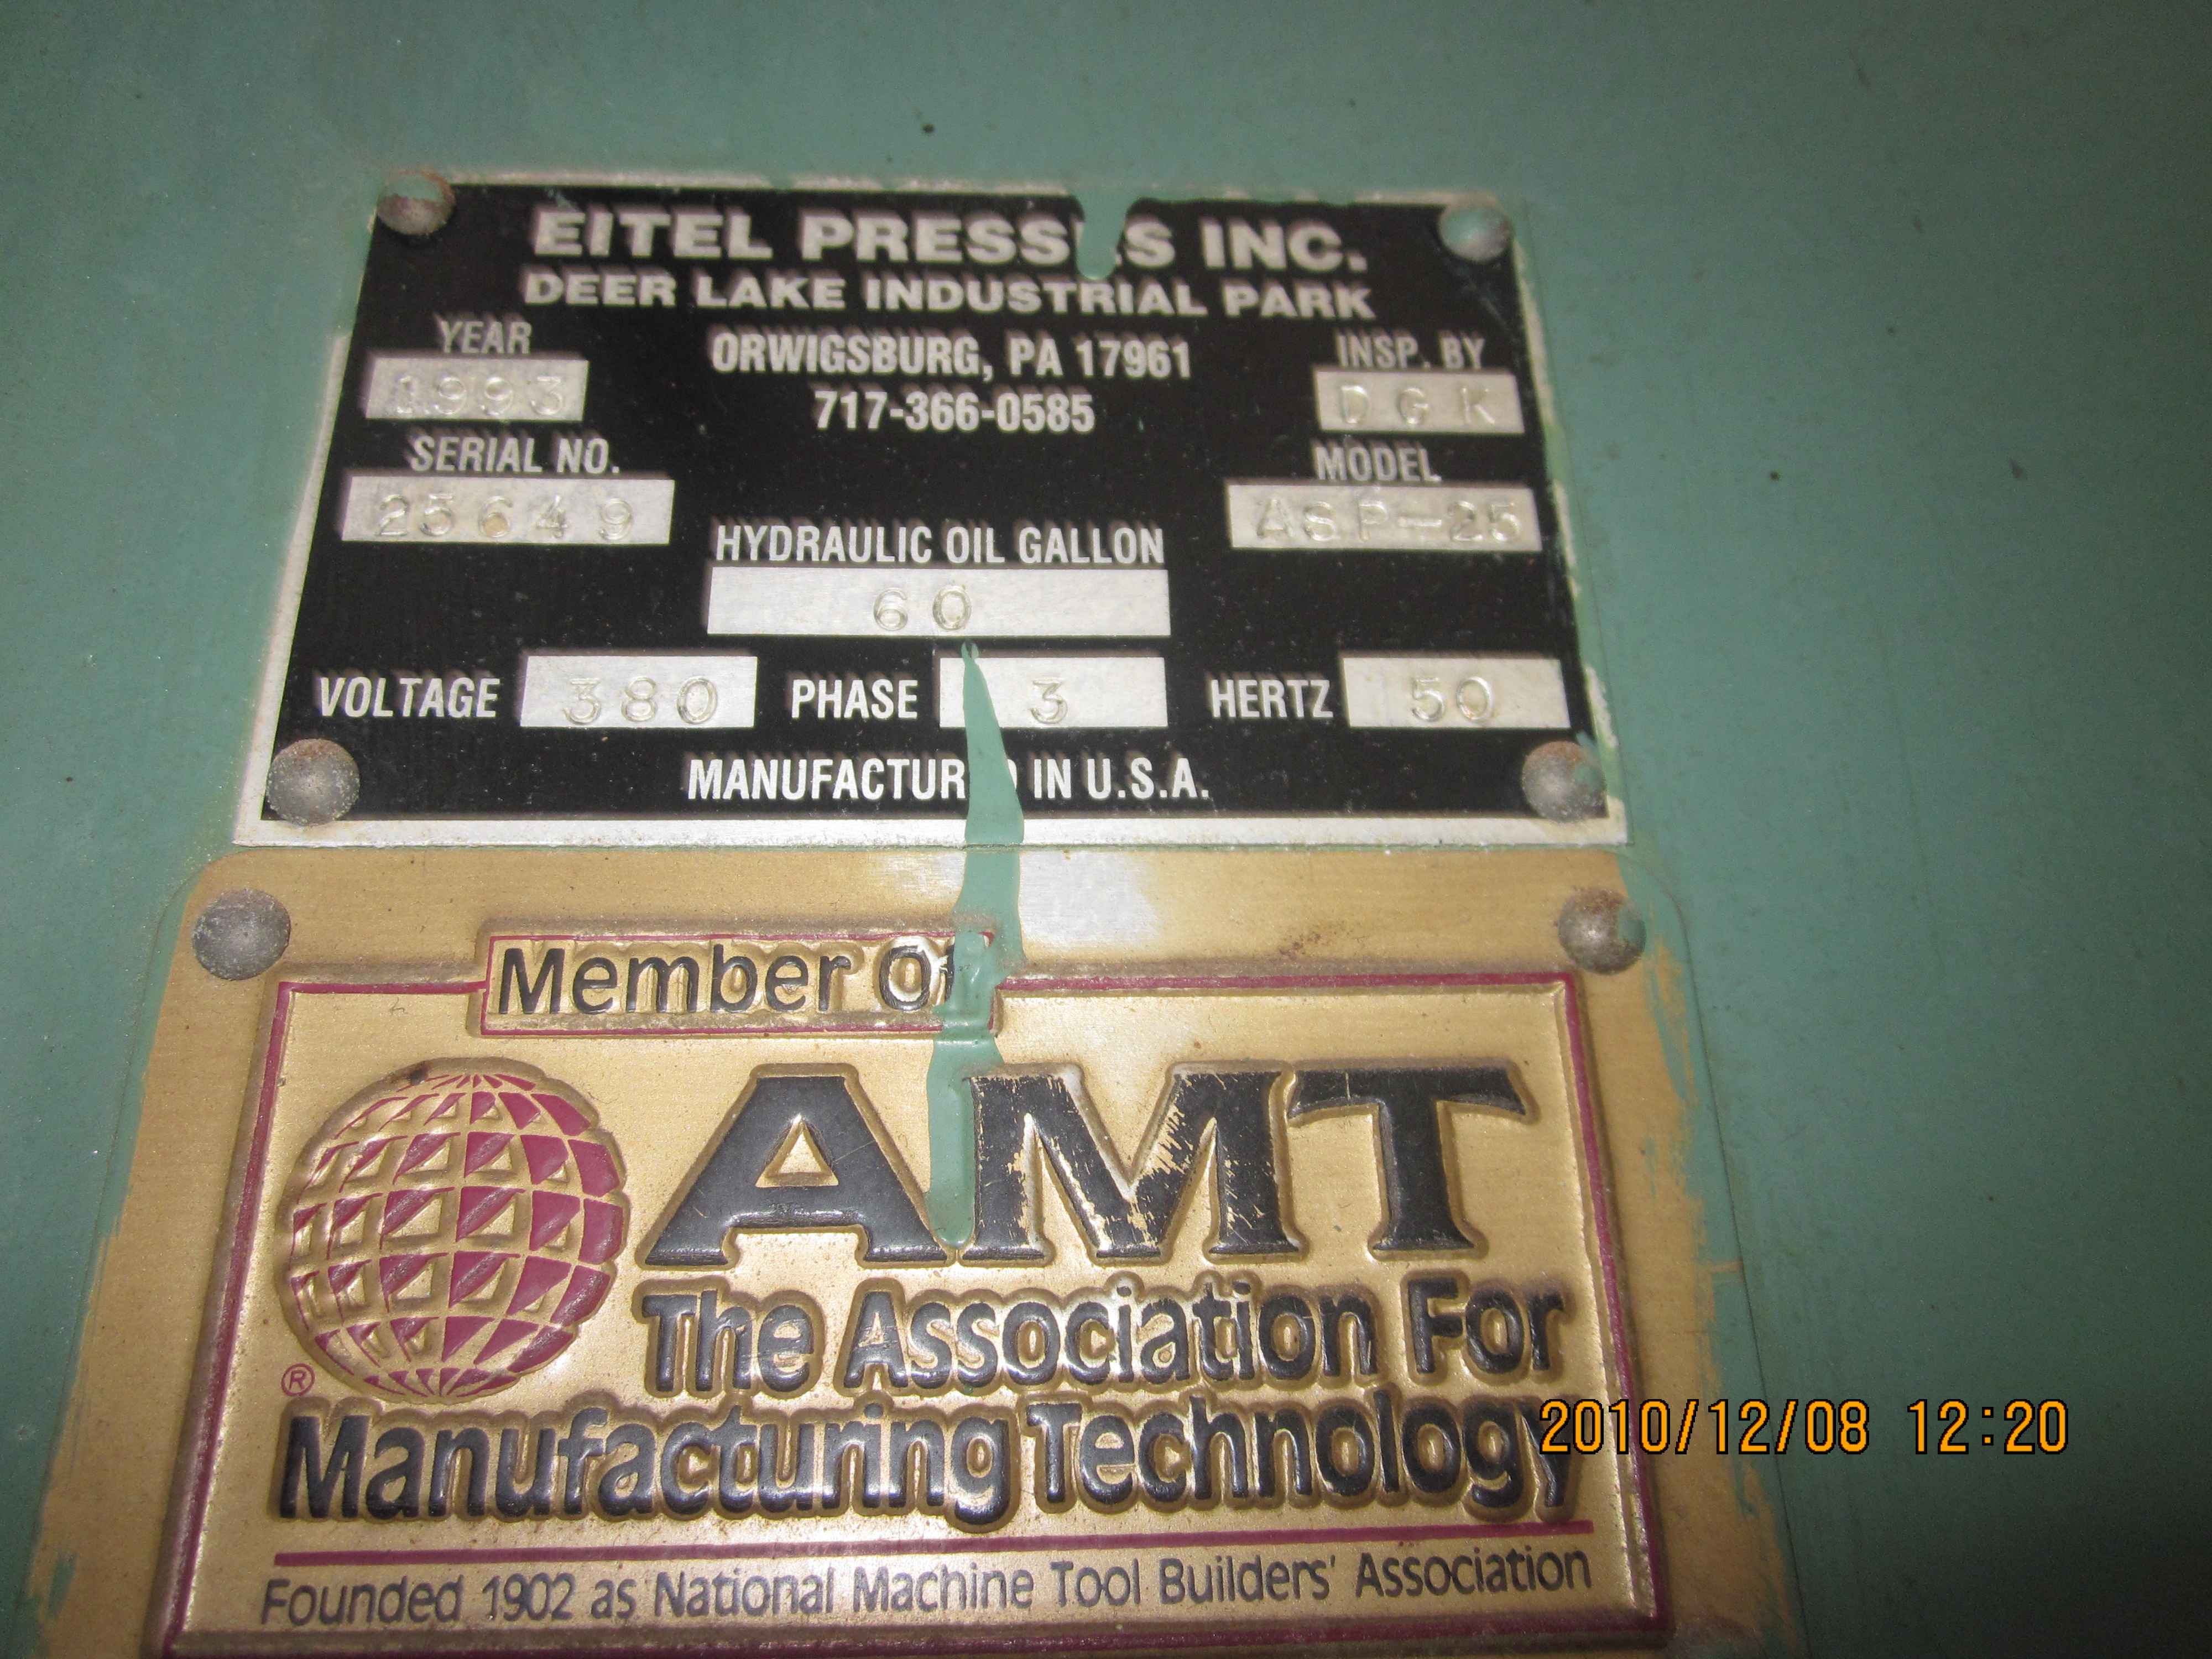 EITEL PRESSES INC.
DEER LAKE INDUSTRIAL PARK
ORWIGSBURG, PA 17961
717-366-0585
YEAR
1993
INSP. BY
DGK
SERIAL NO.
25649
MODEL
ASP-25
HYDRAULIC OIL GALLON
60
VOLTAGE 380 PHASE 3 HERTZ 50
MANUFACTURED IN U.S.A.
Member Of
AMT
The Association For
®
Manufacturing Technology
Founded 1902 as National Machine Tool Builders' Association
2010/12/08 12:20